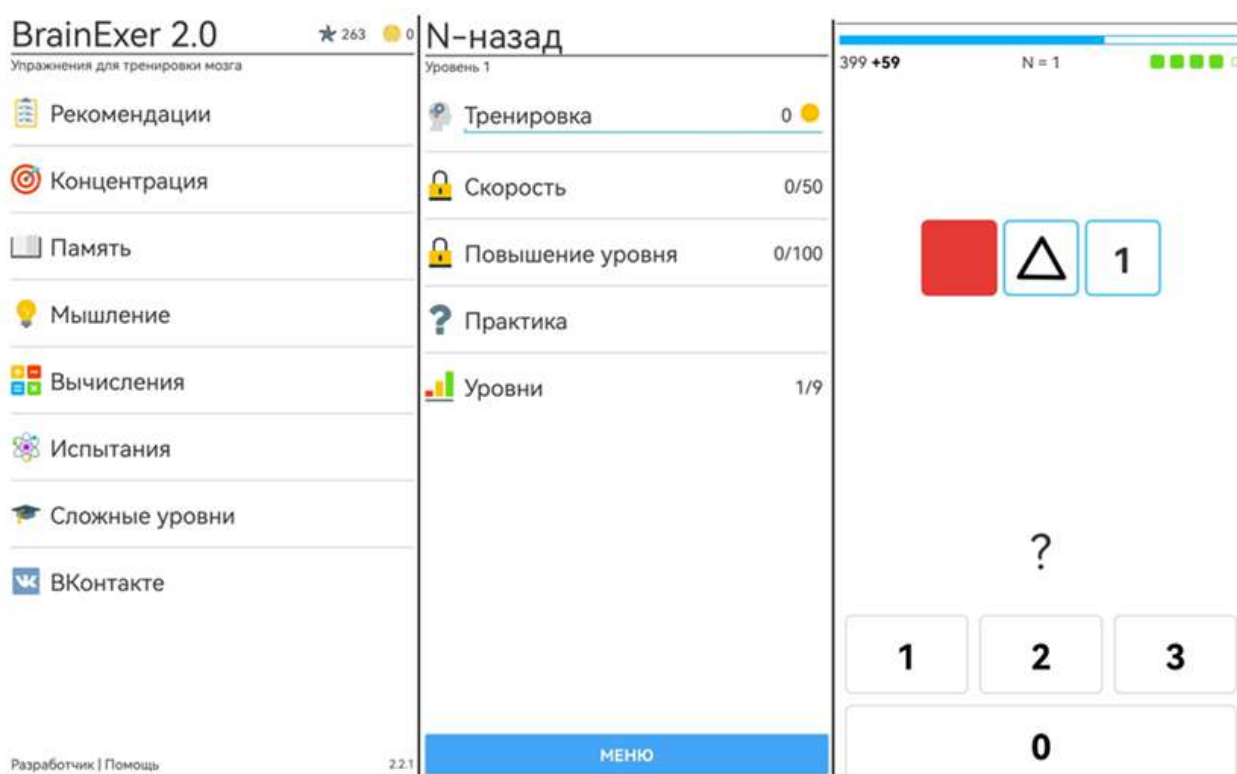 BrainExer 2.0
263
0
Упражнения для тренировки мозга
Рекомендации
Концентрация
Память
Мышление
Вычисления
Испытания
Сложные уровни
ВКонтакте
Разработчик | Помощь
2.2.1
N-назад
Уровень 1
Тренировка
0
Скорость
0/50
Повышение уровня
0/100
Практика
Уровни
1/9
МЕНЮ
399 +59
N = 1
1
?
1
2
3
0